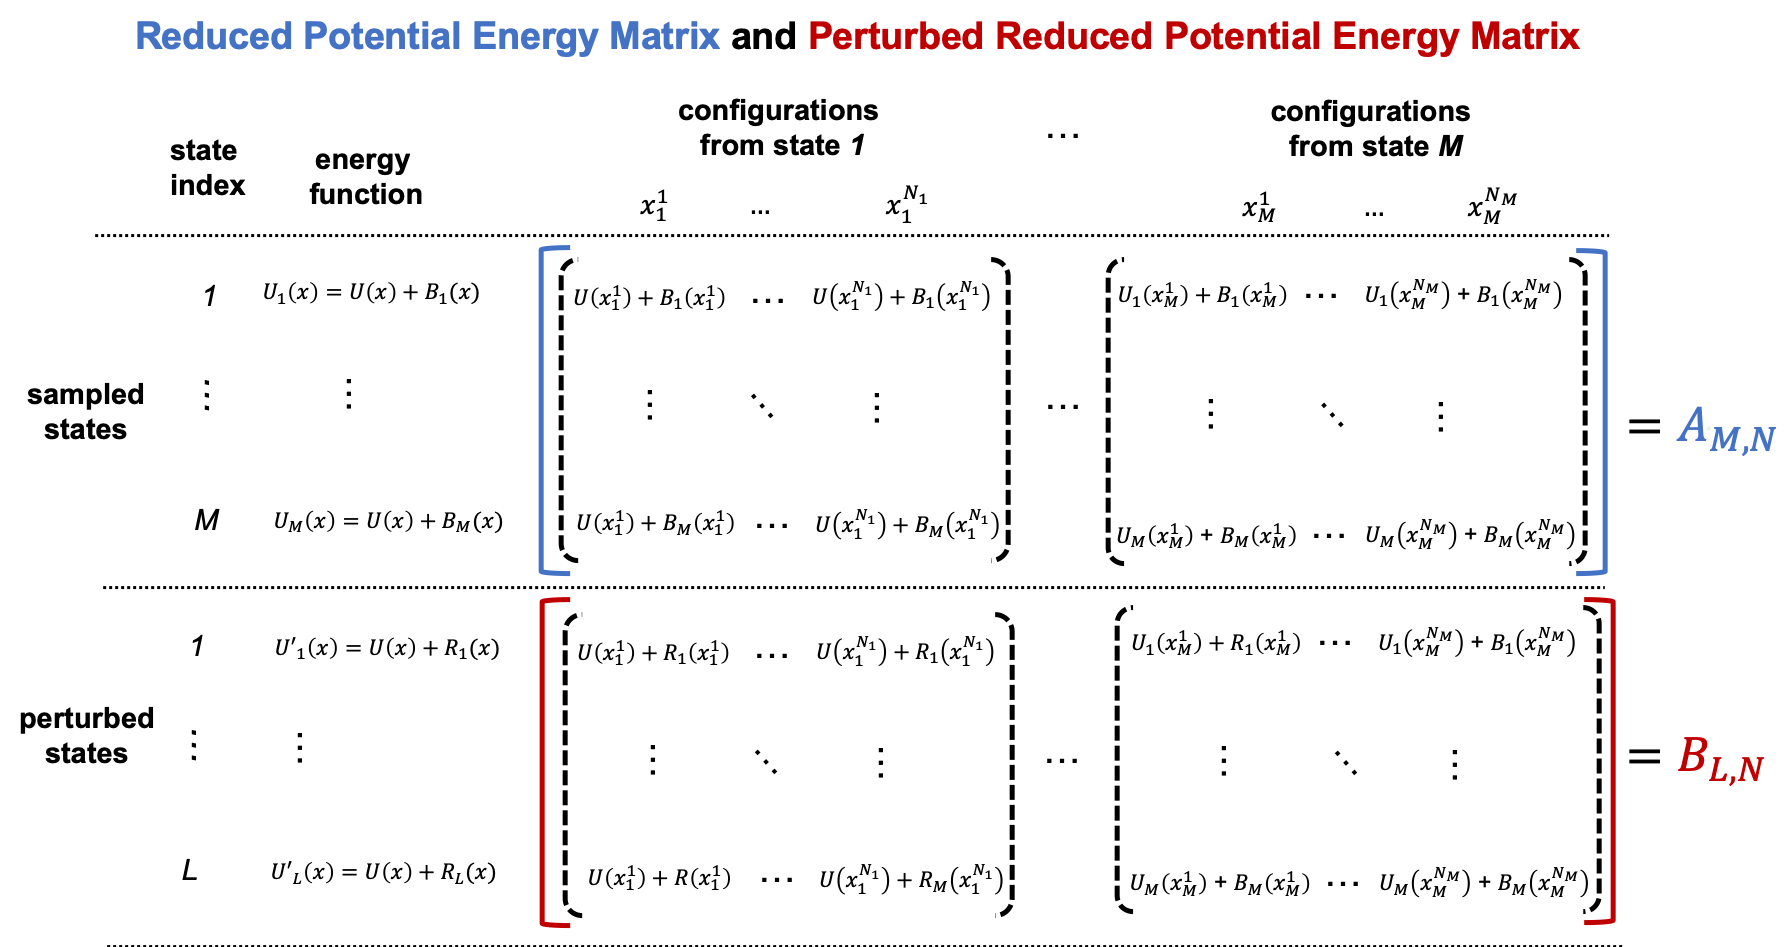 Reduced Potential Energy Matrix and Perturbed Reduced Potential Energy Matrix
configurations
from state 1
...
configurations
from state M
state
index
energy
function
x_1^1 ... x_1^{N_1} x_M^1 ... x_M^{N_M}
1 U_1(x) = U(x) + B_1(x) U(x_1^1) + B_1(x_1^1) ... U(x_1^{N_1}) + B_1(x_1^{N_1}) U_1(x_M^1) + B_1(x_M^1) ... U_1(x_M^{N_M}) + B_1(x_M^{N_M})
sampled
states
⋮ ⋮ ⋮ ⋱ ⋮ ... ⋮ ⋱ ⋮
= A_{M,N}
M U_M(x) = U(x) + B_M(x) U(x_1^1) + B_M(x_1^1) ... U(x_1^{N_1}) + B_M(x_1^{N_1}) U_M(x_M^1) + B_M(x_M^1) ... U_M(x_M^{N_M}) + B_M(x_M^{N_M})
1 U'_1(x) = U(x) + R_1(x) U(x_1^1) + R_1(x_1^1) ... U(x_1^{N_1}) + R_1(x_1^{N_1}) U_1(x_M^1) + R_1(x_M^1) ... U_1(x_M^{N_M}) + B_1(x_M^{N_M})
perturbed
states
⋮ ⋮ ⋮ ⋱ ⋮ ... ⋮ ⋱ ⋮
= B_{L,N}
L U'_L(x) = U(x) + R_L(x) U(x_1^1) + R(x_1^1) ... U(x_1^{N_1}) + R_M(x_1^{N_1}) U_M(x_M^1) + B_M(x_M^1) ... U_M(x_M^{N_M}) + B_M(x_M^{N_M})